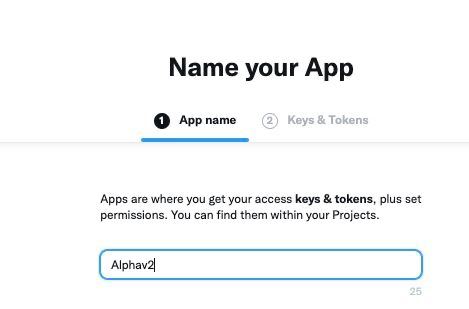 Name your App
1 App name 2 Keys & Tokens
Apps are where you get your access keys & tokens, plus set
permissions. You can find them within your Projects.
Alphav2
25